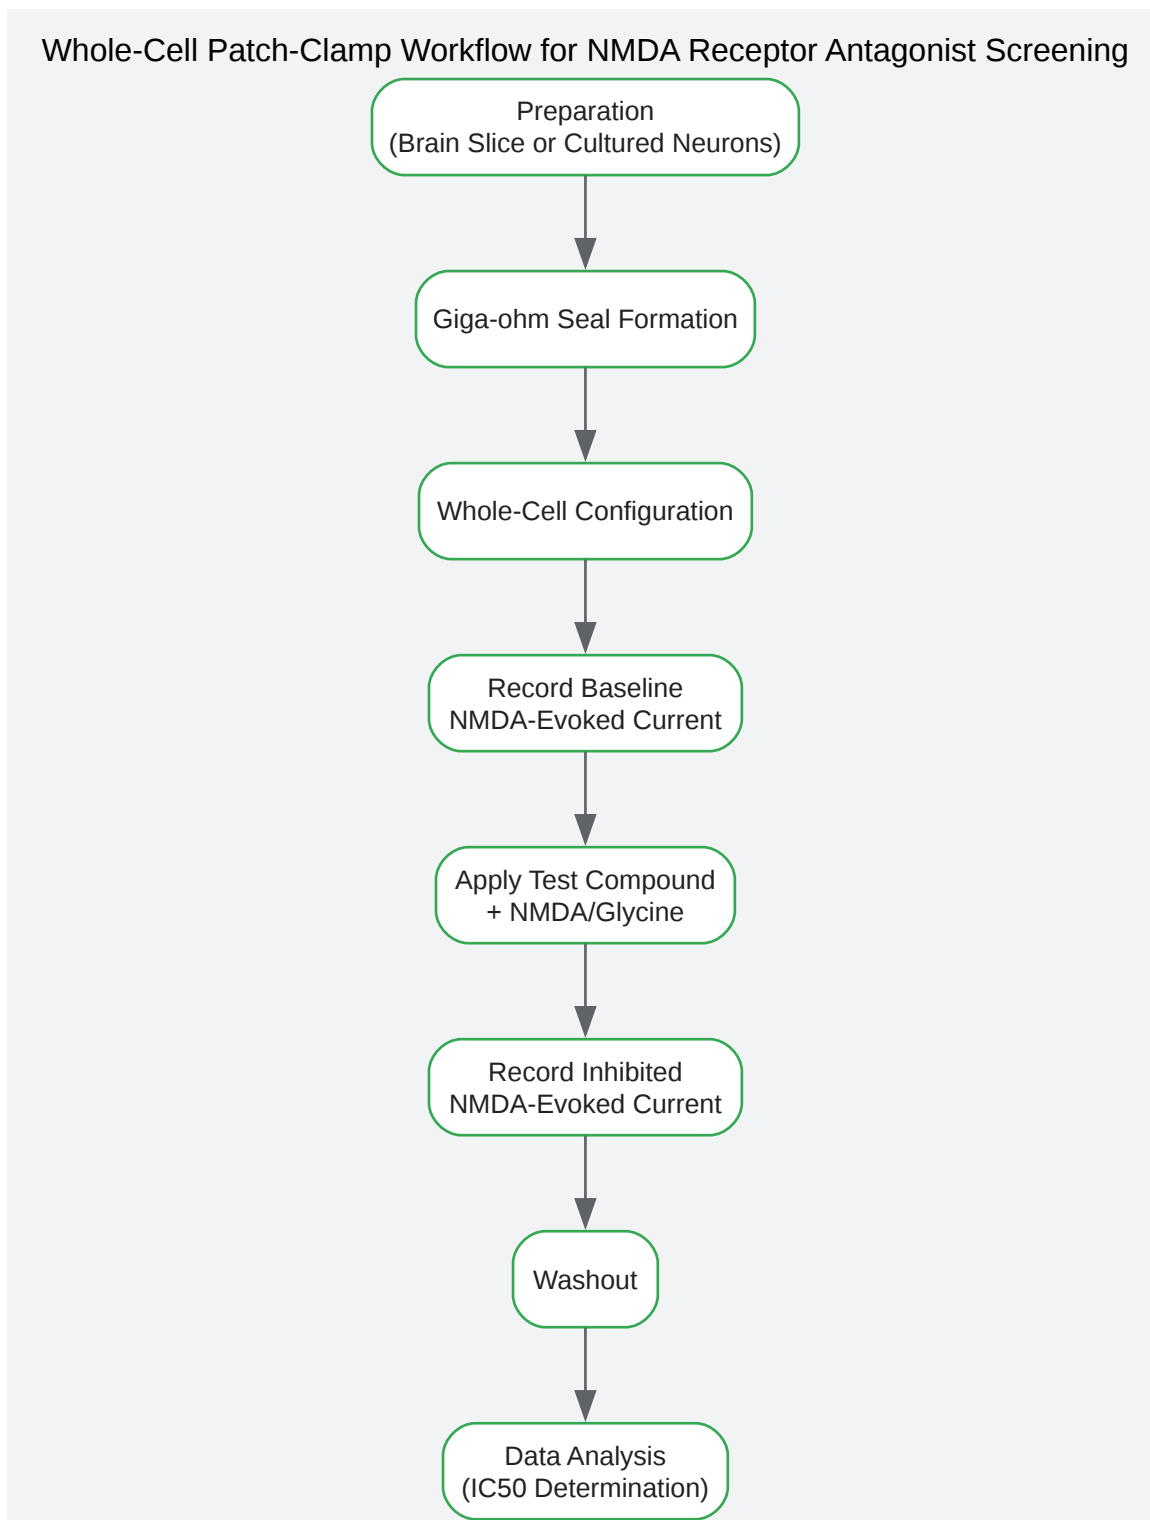 Whole-Cell Patch-Clamp Workflow for NMDA Receptor Antagonist Screening
Preparation
(Brain Slice or Cultured Neurons)
Giga-ohm Seal Formation
Whole-Cell Configuration
Record Baseline
NMDA-Evoked Current
Apply Test Compound
+ NMDA/Glycine
Record Inhibited
NMDA-Evoked Current
Washout
Data Analysis
(IC50 Determination)